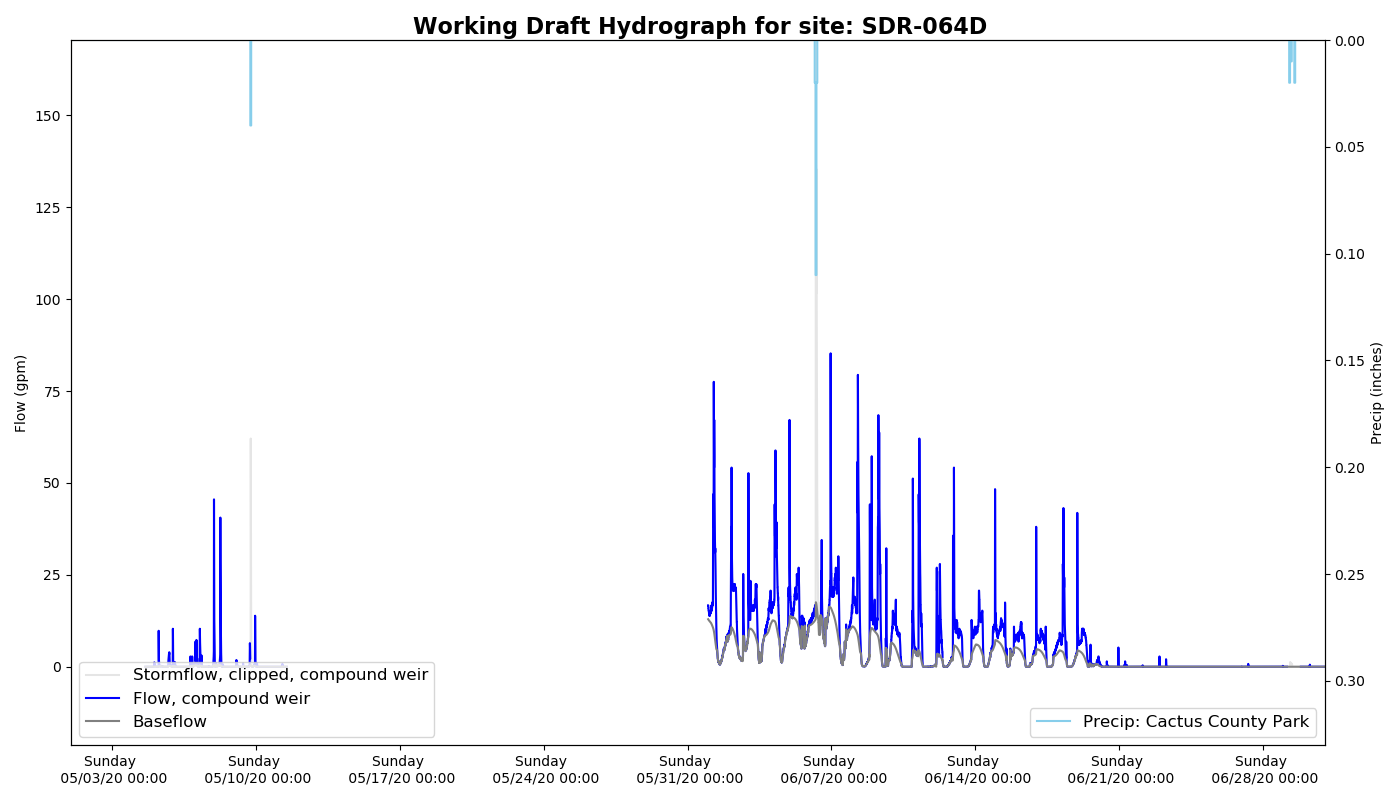 Working Draft Hydrograph for site: SDR-064D
Flow (gpm)
150
125
100
75
50
25
0
0.00
0.05
0.10
0.15
0.20
0.25
0.30
Precip (inches)
Stormflow, clipped, compound weir
Flow, compound weir
Baseflow
Precip: Cactus County Park
Sunday
05/03/20 00:00
Sunday
05/10/20 00:00
Sunday
05/17/20 00:00
Sunday
05/24/20 00:00
Sunday
05/31/20 00:00
Sunday
06/07/20 00:00
Sunday
06/14/20 00:00
Sunday
06/21/20 00:00
Sunday
06/28/20 00:00